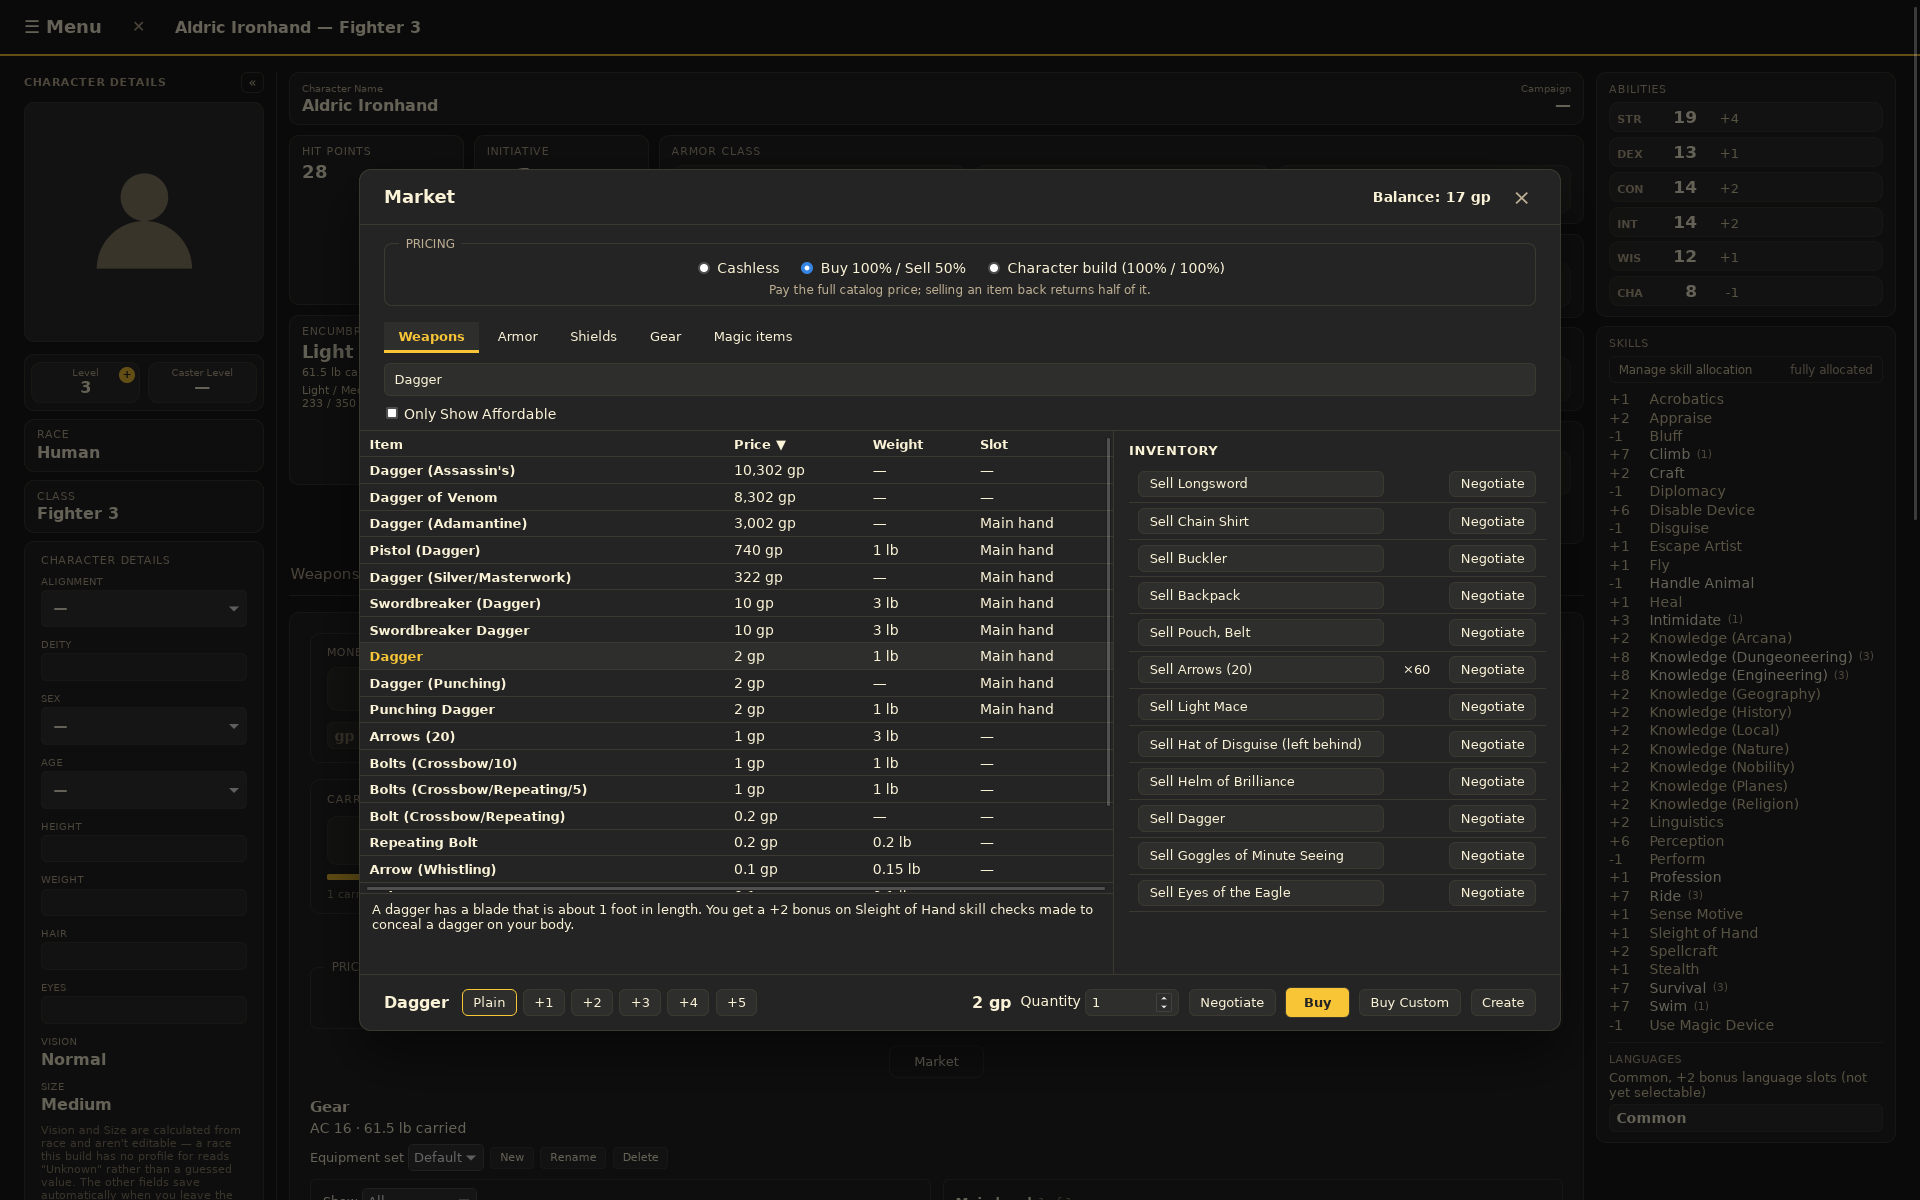 ☰ Menu
✕
Aldric Ironhand — Fighter 3
CHARACTER DETAILS
«
Level
3
+
Caster Level
—
RACE
Human
CLASS
Fighter 3
CHARACTER DETAILS
ALIGNMENT
—
DEITY
SEX
—
AGE
—
HEIGHT
WEIGHT
HAIR
EYES
VISION
Normal
SIZE
Medium
Vision and Size are calculated from
race and aren't editable — a race
this build has no profile for reads
"Unknown" rather than a guessed
value. The other fields save
automatically when you leave the
Character Name
Aldric Ironhand
Campaign
—
HIT POINTS
28
INITIATIVE
ARMOR CLASS
Light
61.5 lb
233 / 350
Weapons
gp
Market
Balance: 17 gp
×
PRICING
Cashless
Buy 100% / Sell 50%
Character build (100% / 100%)
Pay the full catalog price; selling an item back returns half of it.
Weapons
Armor
Shields
Gear
Magic items
Dagger
Only Show Affordable
Item Price ▼ Weight Slot
Dagger (Assassin's) 10,302 gp — —
Dagger of Venom 8,302 gp — —
Dagger (Adamantine) 3,002 gp — Main hand
Pistol (Dagger) 740 gp 1 lb Main hand
Dagger (Silver/Masterwork) 322 gp — Main hand
Swordbreaker (Dagger) 10 gp 3 lb Main hand
Swordbreaker Dagger 10 gp 3 lb Main hand
Dagger 2 gp 1 lb Main hand
Dagger (Punching) 2 gp — Main hand
Punching Dagger 2 gp 1 lb Main hand
Arrows (20) 1 gp 3 lb —
Bolts (Crossbow/10) 1 gp 1 lb —
Bolts (Crossbow/Repeating/5) 1 gp 1 lb —
Bolt (Crossbow/Repeating) 0.2 gp — —
Repeating Bolt 0.2 gp 0.2 lb —
Arrow (Whistling) 0.1 gp 0.15 lb —
A dagger has a blade that is about 1 foot in length. You get a +2 bonus on Sleight of Hand skill checks made to
conceal a dagger on your body.
INVENTORY
Sell Longsword Negotiate
Sell Chain Shirt Negotiate
Sell Buckler Negotiate
Sell Backpack Negotiate
Sell Pouch, Belt Negotiate
Sell Arrows (20) ×60 Negotiate
Sell Light Mace Negotiate
Sell Hat of Disguise (left behind) Negotiate
Sell Helm of Brilliance Negotiate
Sell Dagger Negotiate
Sell Goggles of Minute Seeing Negotiate
Sell Eyes of the Eagle Negotiate
Dagger Plain +1 +2 +3 +4 +5
2 gp Quantity 1 Negotiate Buy Buy Custom Create
Market
Gear
AC 16 · 61.5 lb carried
Equipment set Default New Rename Delete
ABILITIES
STR 19 +4
DEX 13 +1
CON 14 +2
INT 14 +2
WIS 12 +1
CHA 8 -1
SKILLS
Manage skill allocation fully allocated
+1 Acrobatics
+2 Appraise
-1 Bluff
+7 Climb (1)
+2 Craft
-1 Diplomacy
+6 Disable Device
-1 Disguise
+1 Escape Artist
+1 Fly
-1 Handle Animal
+1 Heal
+3 Intimidate (1)
+2 Knowledge (Arcana)
+8 Knowledge (Dungeoneering) (3)
+8 Knowledge (Engineering) (3)
+2 Knowledge (Geography)
+2 Knowledge (History)
+2 Knowledge (Local)
+2 Knowledge (Nature)
+2 Knowledge (Nobility)
+2 Knowledge (Planes)
+2 Knowledge (Religion)
+2 Linguistics
+6 Perception
-1 Perform
+1 Profession
+7 Ride (3)
+1 Sense Motive
+1 Sleight of Hand
+2 Spellcraft
+1 Stealth
+7 Survival (3)
+7 Swim (1)
-1 Use Magic Device
LANGUAGES
Common, +2 bonus language slots (not
yet selectable)
Common